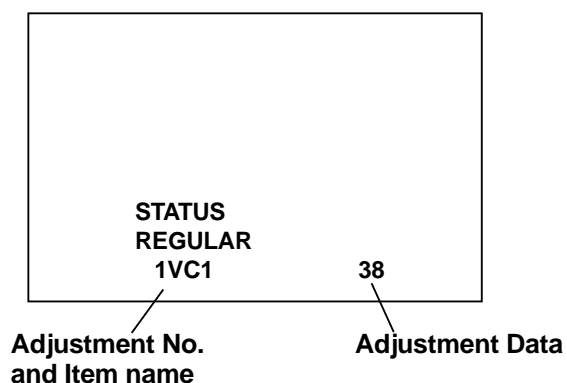 STATUS
REGULAR
1VC1 38
Adjustment No.
and Item name
Adjustment Data